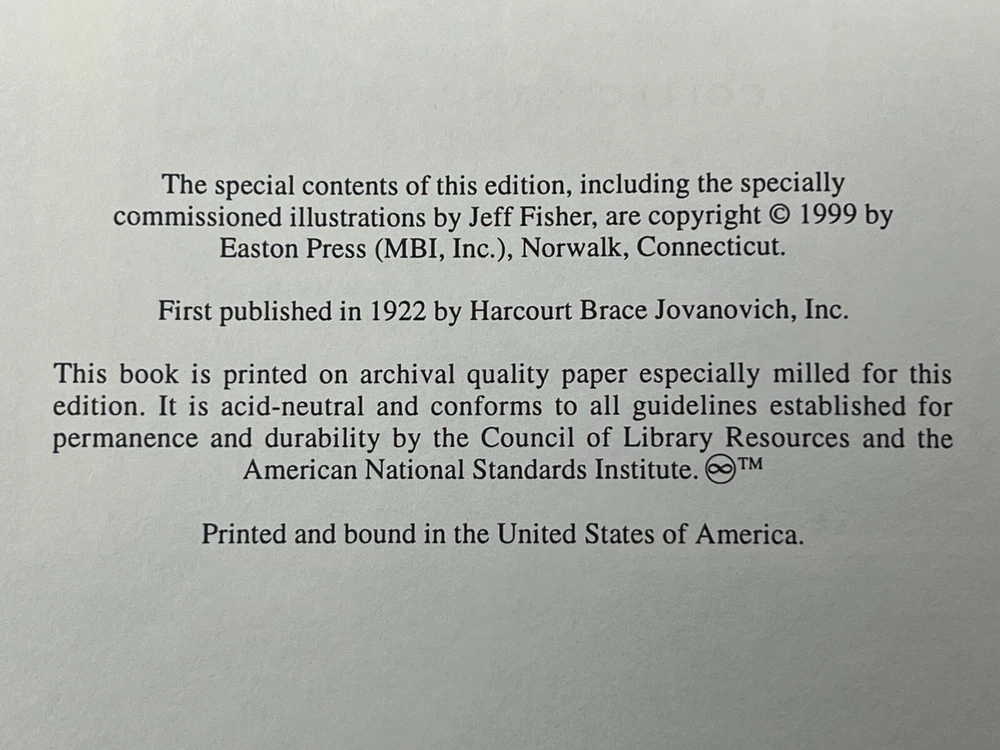 The special contents of this edition, including the specially
commissioned illustrations by Jeff Fisher, are copyright © 1999 by
Easton Press (MBI, Inc.), Norwalk, Connecticut.
First published in 1922 by Harcourt Brace Jovanovich, Inc.
This book is printed on archival quality paper especially milled for this
edition. It is acid-neutral and conforms to all guidelines established for
permanence and durability by the Council of Library Resources and the
American National Standards Institute. ♾™
Printed and bound in the United States of America.